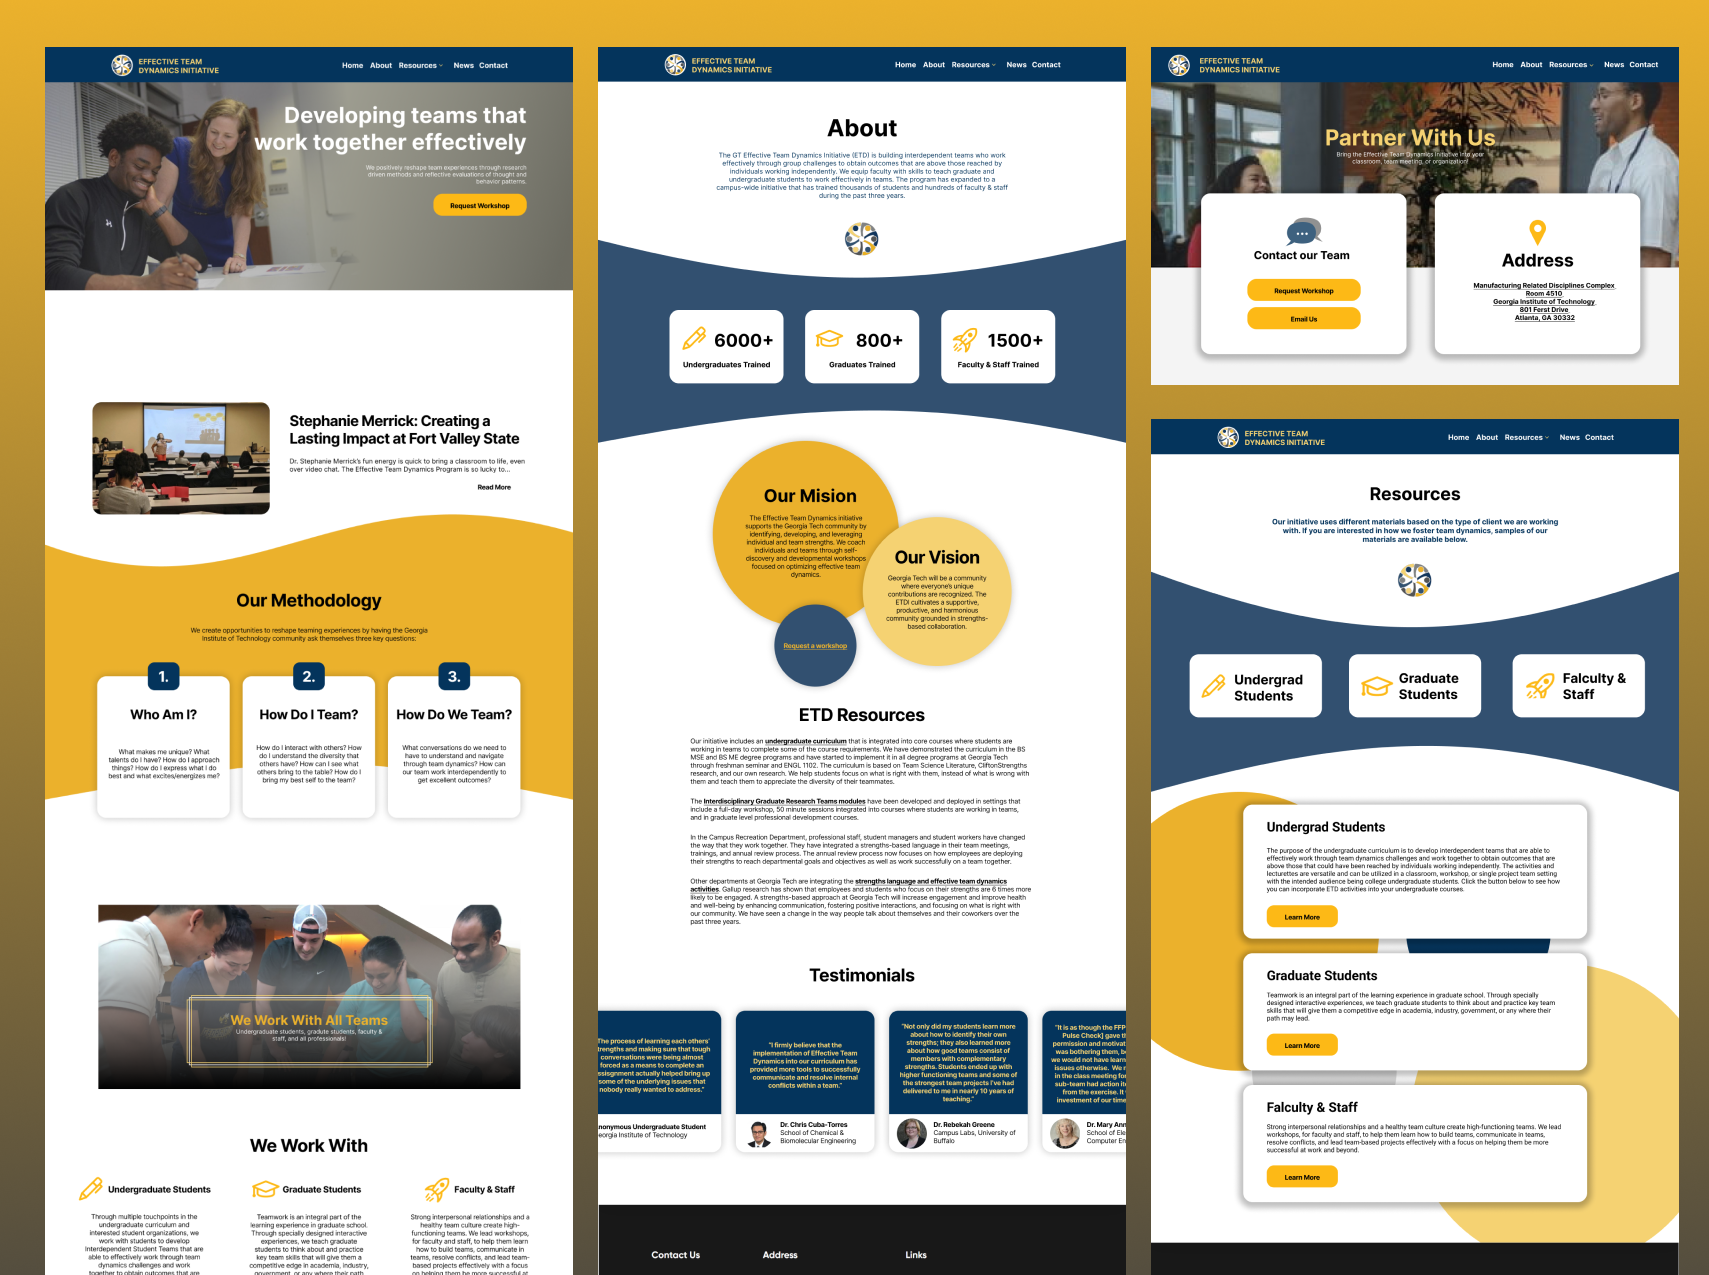 EFFECTIVE TEAM
DYNAMICS INITIATIVE
Home About Resources News Contact
Developing teams that
work together effectively
We positively reshape team experiences through research
driven methods and reflective evaluations of thought and
behavior patterns.
Request Workshop
Stephanie Merrick: Creating a
Lasting Impact at Fort Valley State
Dr. Stephanie Merrick's fun energy is quick to bring a classroom to life, even
over video chat. The Effective Team Dynamics Program is so lucky to...
Read More
Our Methodology
We create opportunities to reshape teaming experiences by having the Georgia
Institute of Technology community ask themselves three key questions:
1.
Who Am I?
What makes me unique? What
talents do I have? How do I approach
things? How do I express what I do
best and what excites/energizes me?
2.
How Do I Team?
How do I interact with others? How
do I understand the diversity that
others have? How can I see what
others bring to the table? How do I
bring my best self to the team?
3.
How Do We Team?
What conversations do we need to
have to understand and navigate
through team dynamics? How can
our team work interdependently to
get excellent outcomes?
We Work With All Teams
Undergraduate students, gradute students, faculty &
staff, and all professionals!
We Work With
Undergraduate Students
Through multiple touchpoints in the
undergraduate curriculum and
interested student organizations, we
work with students to develop
Interdependent Student Teams that are
able to effectively work through team
dynamics challenges and work
together to obtain outcomes that are
Graduate Students
Teamwork is an integral part of the
learning experience in graduate school.
Through specially designed interactive
experiences, we teach graduate
students to think about and practice
key team skills that will give them a
competitive edge in academia, industry,
government, or any where their path
Faculty & Staff
Strong interpersonal relationships and a
healthy team culture create high-
functioning teams. We lead workshops,
for faculty and staff, to help them learn
how to build teams, communicate in
teams, resolve conflicts, and lead team-
based projects effectively with a focus
on helping them be more successful at
EFFECTIVE TEAM
DYNAMICS INITIATIVE
Home About Resources News Contact
About
The GT Effective Team Dynamics Initiative (ETD) is building interdependent teams who work
effectively through group challenges to obtain outcomes that are above those reached by
individuals working independently. We equip faculty with skills to teach graduate and
undergraduate students to work effectively in teams. The program has expanded to a
campus-wide initiative that has trained thousands of students and hundreds of faculty & staff
during the past three years.
6000+
Undergraduates Trained
800+
Graduates Trained
1500+
Faculty & Staff Trained
Our Mision
The Effective Team Dynamics initiative
supports the Georgia Tech community by
identifying, developing, and leveraging
individual and team strengths. We coach
individuals and teams through self-
discovery and developmental workshops
focused on optimizing effective team
dynamics.
Our Vision
Georgia Tech will be a community
where everyone's unique
contributions are recognized. The
ETDI cultivates a supportive,
productive, and harmonious
community grounded in strengths-
based collaboration.
Request a workshop
ETD Resources
Our initiative includes an undergraduate curriculum that is integrated into core courses where students are
working in teams to complete some of the course requirements. We have demonstrated the curriculum in the BS
MSE and BS ME degree programs and have started to implement it in all degree programs at Georgia Tech
through freshman seminar and ENGL 1102. The curriculum is based on Team Science Literature, CliftonStrengths
research, and our own research. We help students focus on what is right with them, instead of what is wrong with
them and teach them to appreciate the diversity of their teammates.
The Interdisciplinary Graduate Research Teams modules have been developed and deployed in settings that
include a full-day workshop, 50 minute sessions integrated into courses where students are working in teams,
and in graduate level professional development courses.
In the Campus Recreation Department, professional staff, student managers and student workers have changed
the way that they work together. They have integrated a strengths-based language in their team meetings,
trainings, and annual review process. The annual review process now focuses on how employees are deploying
their strengths to reach departmental goals and objectives as well as work successfully on a team together.
Other departments at Georgia Tech are integrating the strengths language and effective team dynamics
activities. Gallup research has shown that employees and students who focus on their strengths are 6 times more
likely to be engaged. A strengths-based approach at Georgia Tech will increase engagement and improve health
and well-being by enhancing communication, fostering positive interactions, and focusing on what is right with
our community. We have seen a change in the way people talk about themselves and their coworkers over the
past three years.
Testimonials
The process of learning each others'
rengths and making sure that tough
conversations were being almost
forced as a means to complete an
ssisgnment actually helped bring up
some of the underlying issues that
nobody really wanted to address."
nonymous Undergraduate Student
eorgia Institute of Technology
"I firmly believe that the
implementation of Effective Team
Dynamics into our curriculum has
provided more tools to successfully
communicate and resolve internal
conflicts within a team."
Dr. Chris Cuba-Torres
School of Chemical &
Biomolecular Engineering
"Not only did my students learn more
about how to identify their own
strengths; they also learned more
about how good teams consist of
members with complementary
strengths. Students ended up with
higher functioning teams and some of
the strongest team projects I've had
delivered to me in nearly 10 years of
teaching."
Dr. Rebekah Greene
Campus Labs, University of
Buffalo
"It is as though the FFP
Pulse Check] gave th
permission and motivat
was bothering them, b
we would not have learn
issues otherwise. We r
in the class meeting for
sub-team had action it
from the exercise. It
investment of our time
Dr. Mary Ann
School of Ele
Computer En
Contact Us
Address
Links
EFFECTIVE TEAM
DYNAMICS INITIATIVE
Home About Resources News Contact
Partner With Us
Bring the Effective Team Dynamics Initiative into your
classroom, team meeting, or organization!
Contact our Team
Request Workshop
Email Us
Address
Manufacturing Related Disciplines Complex
Room 4510
Georgia Institute of Technology
801 Ferst Drive
Atlanta, GA 30332
EFFECTIVE TEAM
DYNAMICS INITIATIVE
Home About Resources News Contact
Resources
Our initiative uses different materials based on the type of client we are working
with. If you are interested in how we foster team dynamics, samples of our
materials are available below.
Undergrad
Students
Graduate
Students
Falculty &
Staff
Undergrad Students
The purpose of the undergraduate curriculum is to develop interdependent teams that are able to
effectively work through team dynamics challenges and work together to obtain outcomes that are
above those that could have been reached by individuals working independently. The activities and
lecturettes are versatile and can be utilized in a classroom, workshop, or single project team setting
with the intended audience being college undergraduate students. Click the button below to see how
you can incorporate ETD activities into your undergraduate courses.
Learn More
Graduate Students
Teamwork is an integral part of the learning experience in graduate school. Through specially
designed interactive experiences, we teach graduate students to think about and practice key team
skills that will give them a competitive edge in academia, industry, government, or any where their
path may lead.
Learn More
Falculty & Staff
Strong interpersonal relationships and a healthy team culture create high-functioning teams. We lead
workshops, for faculty and staff, to help them learn how to build teams, communicate in teams,
resolve conflicts, and lead team-based projects effectively with a focus on helping them be more
successful at work and beyond.
Learn More